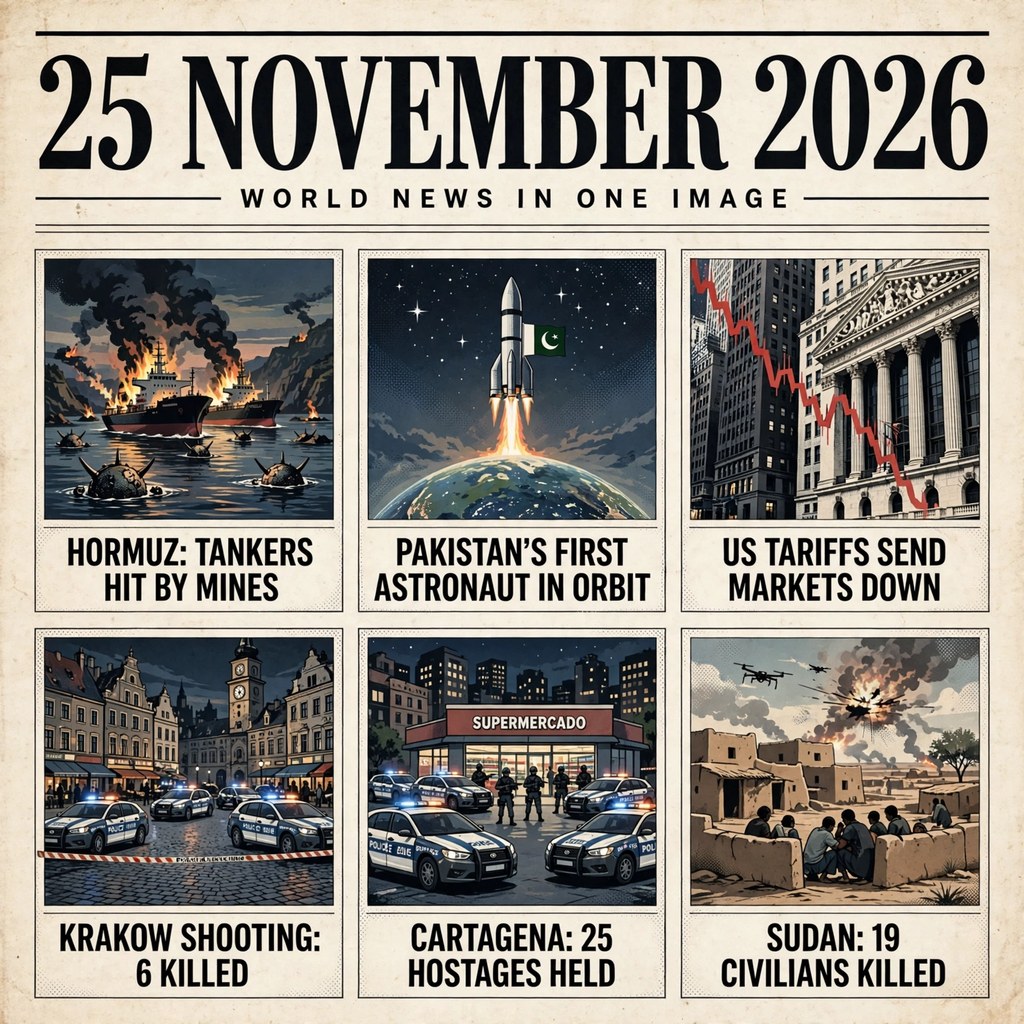 25 NOVEMBER 2026
WORLD NEWS IN ONE IMAGE
HORMUZ: TANKERS
HIT BY MINES
PAKISTAN'S FIRST
ASTRONAUT IN ORBIT
US TARIFFS SEND
MARKETS DOWN
SUPERMERCADO
KRAKOW SHOOTING:
6 KILLED
CARTAGENA: 25
HOSTAGES HELD
SUDAN: 19
CIVILIANS KILLED